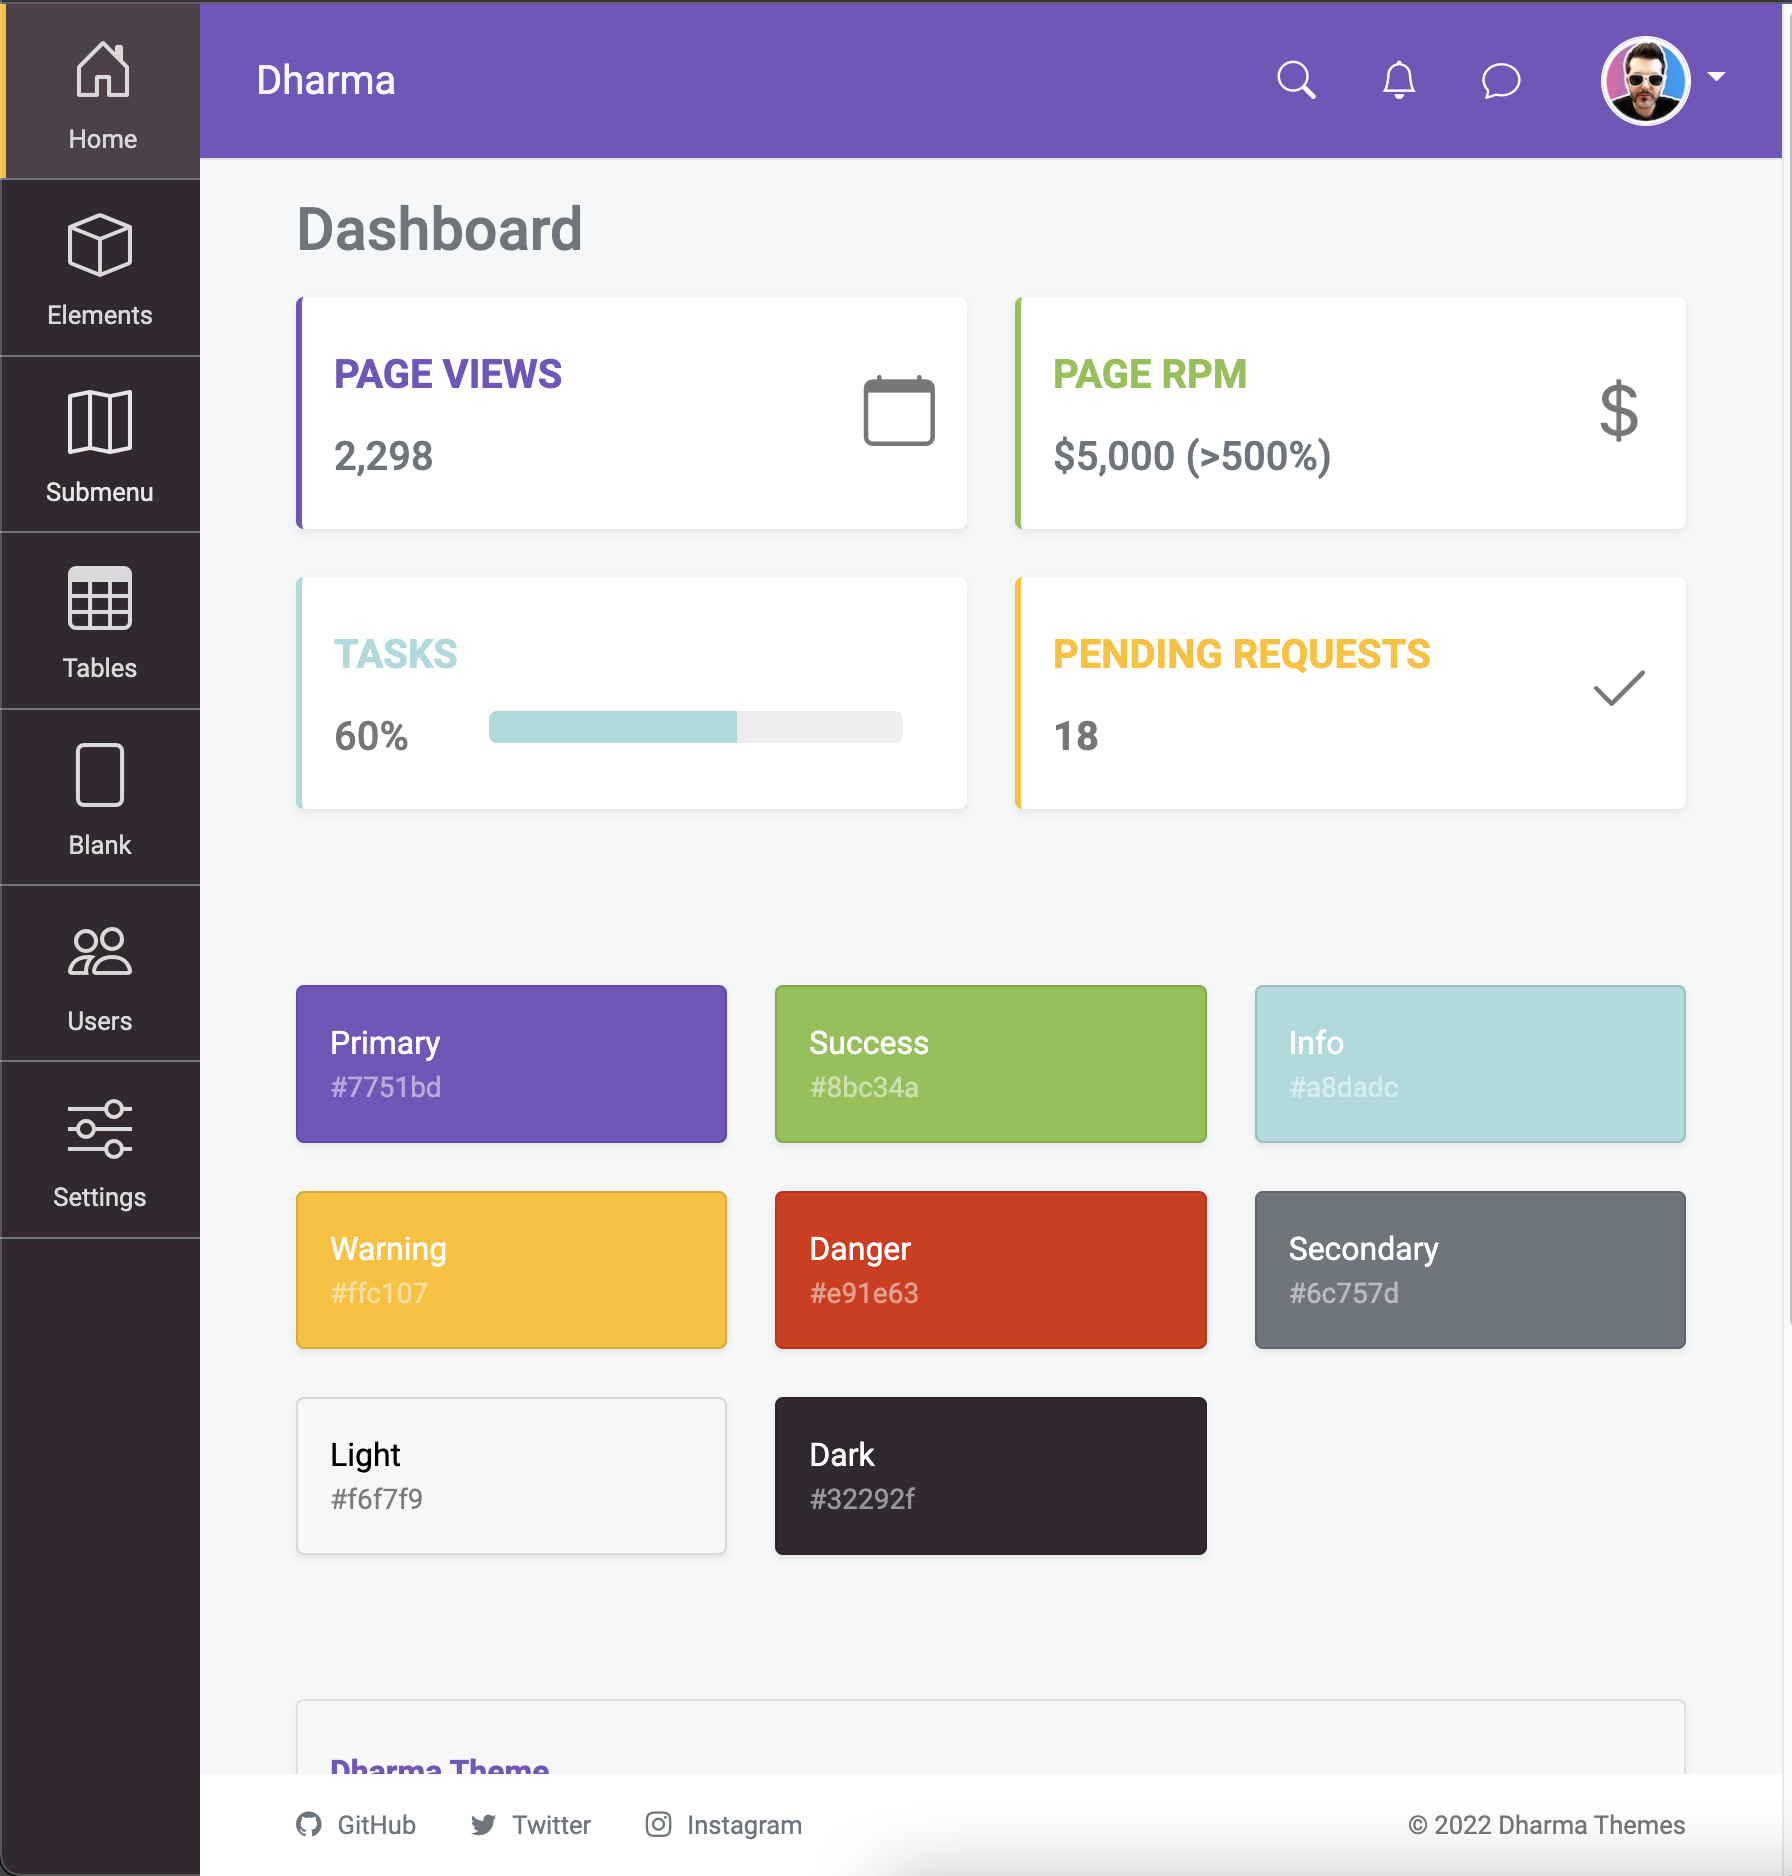 Home
Dharma
Elements
Submenu
Tables
Blank
Users
Settings
Dashboard
PAGE VIEWS
2,298
PAGE RPM
$5,000 (>500%)
$
TASKS
60%
PENDING REQUESTS
18
Primary
#7751bd
Success
#8bc34a
Info
#a8dadc
Warning
#ffc107
Danger
#e91e63
Secondary
#6c757d
Light
#f6f7f9
Dark
#32292f
Dharma Theme
GitHub
Twitter
Instagram
© 2022 Dharma Themes